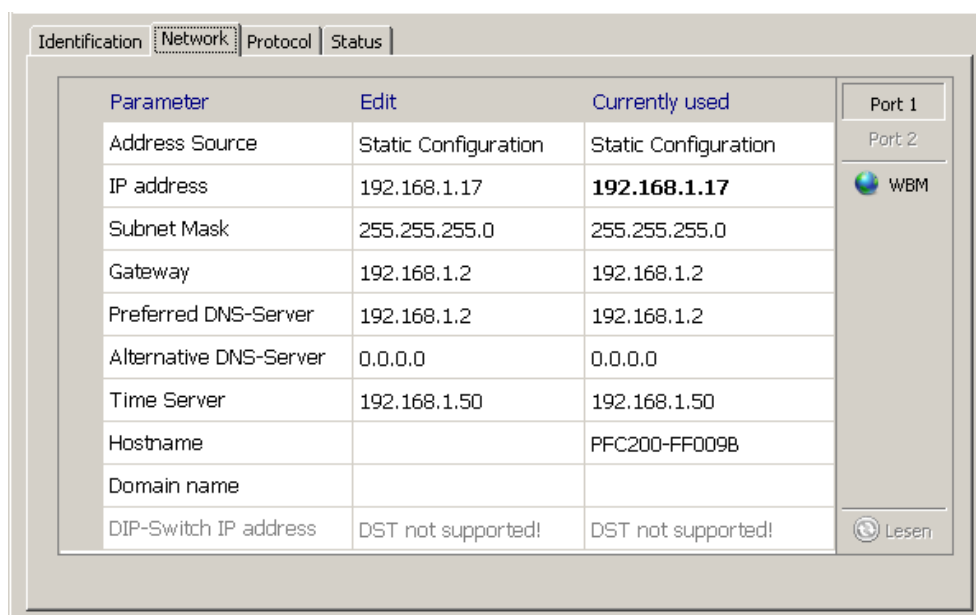 Identification Network Protocol Status
Parameter Edit Currently used Port 1
Address Source Static Configuration Static Configuration Port 2
IP address 192.168.1.17 192.168.1.17 WBM
Subnet Mask 255.255.255.0 255.255.255.0
Gateway 192.168.1.2 192.168.1.2
Preferred DNS-Server 192.168.1.2 192.168.1.2
Alternative DNS-Server 0.0.0.0 0.0.0.0
Time Server 192.168.1.50 192.168.1.50
Hostname PFC200-FF009B
Domain name
DIP-Switch IP address DST not supported! DST not supported! Lesen